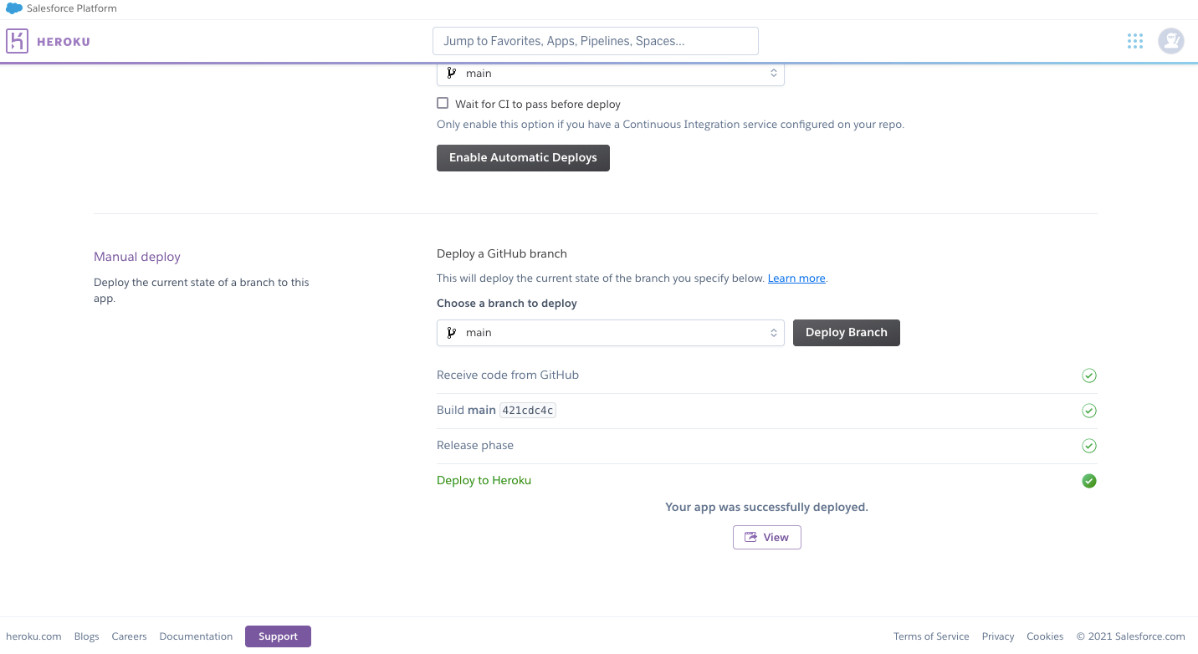 Salesforce Platform
HEROKU
Jump to Favorites, Apps, Pipelines, Spaces...
main
Wait for CI to pass before deploy
Only enable this option if you have a Continuous Integration service configured on your repo.
Enable Automatic Deploys
Manual deploy
Deploy the current state of a branch to this
app.
Deploy a GitHub branch
This will deploy the current state of the branch you specify below. Learn more.
Choose a branch to deploy
main
Deploy Branch
Receive code from GitHub
Build main 421cdc4c
Release phase
Deploy to Heroku
Your app was successfully deployed.
View
heroku.com Blogs Careers Documentation Support Terms of Service Privacy Cookies © 2021 Salesforce.com